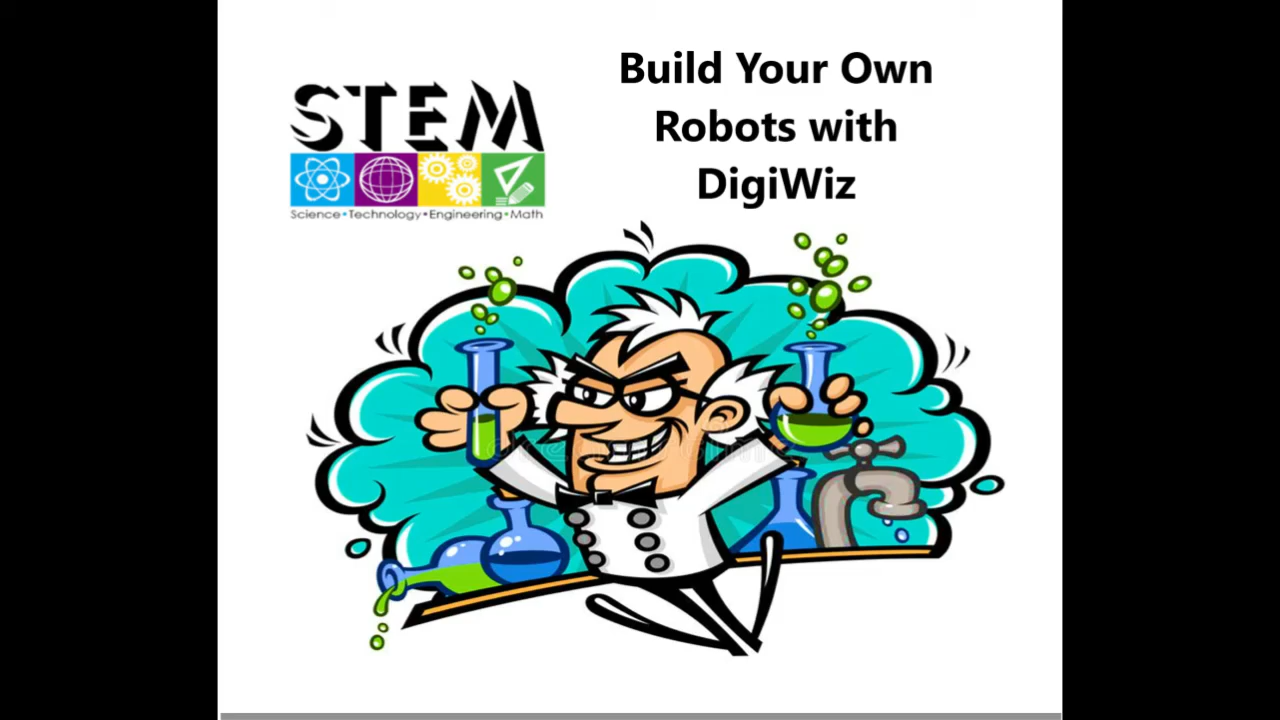 STEM
Science•Technology•Engineering•Math
Build Your Own
Robots with
DigiWiz